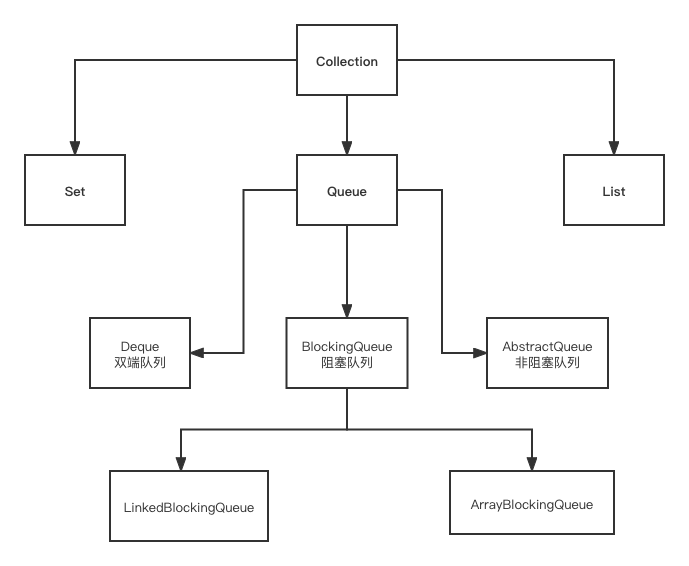 Collection
Set
Queue
List
Deque
双端队列
BlockingQueue
阻塞队列
AbstractQueue
非阻塞队列
LinkedBlockingQueue
ArrayBlockingQueue